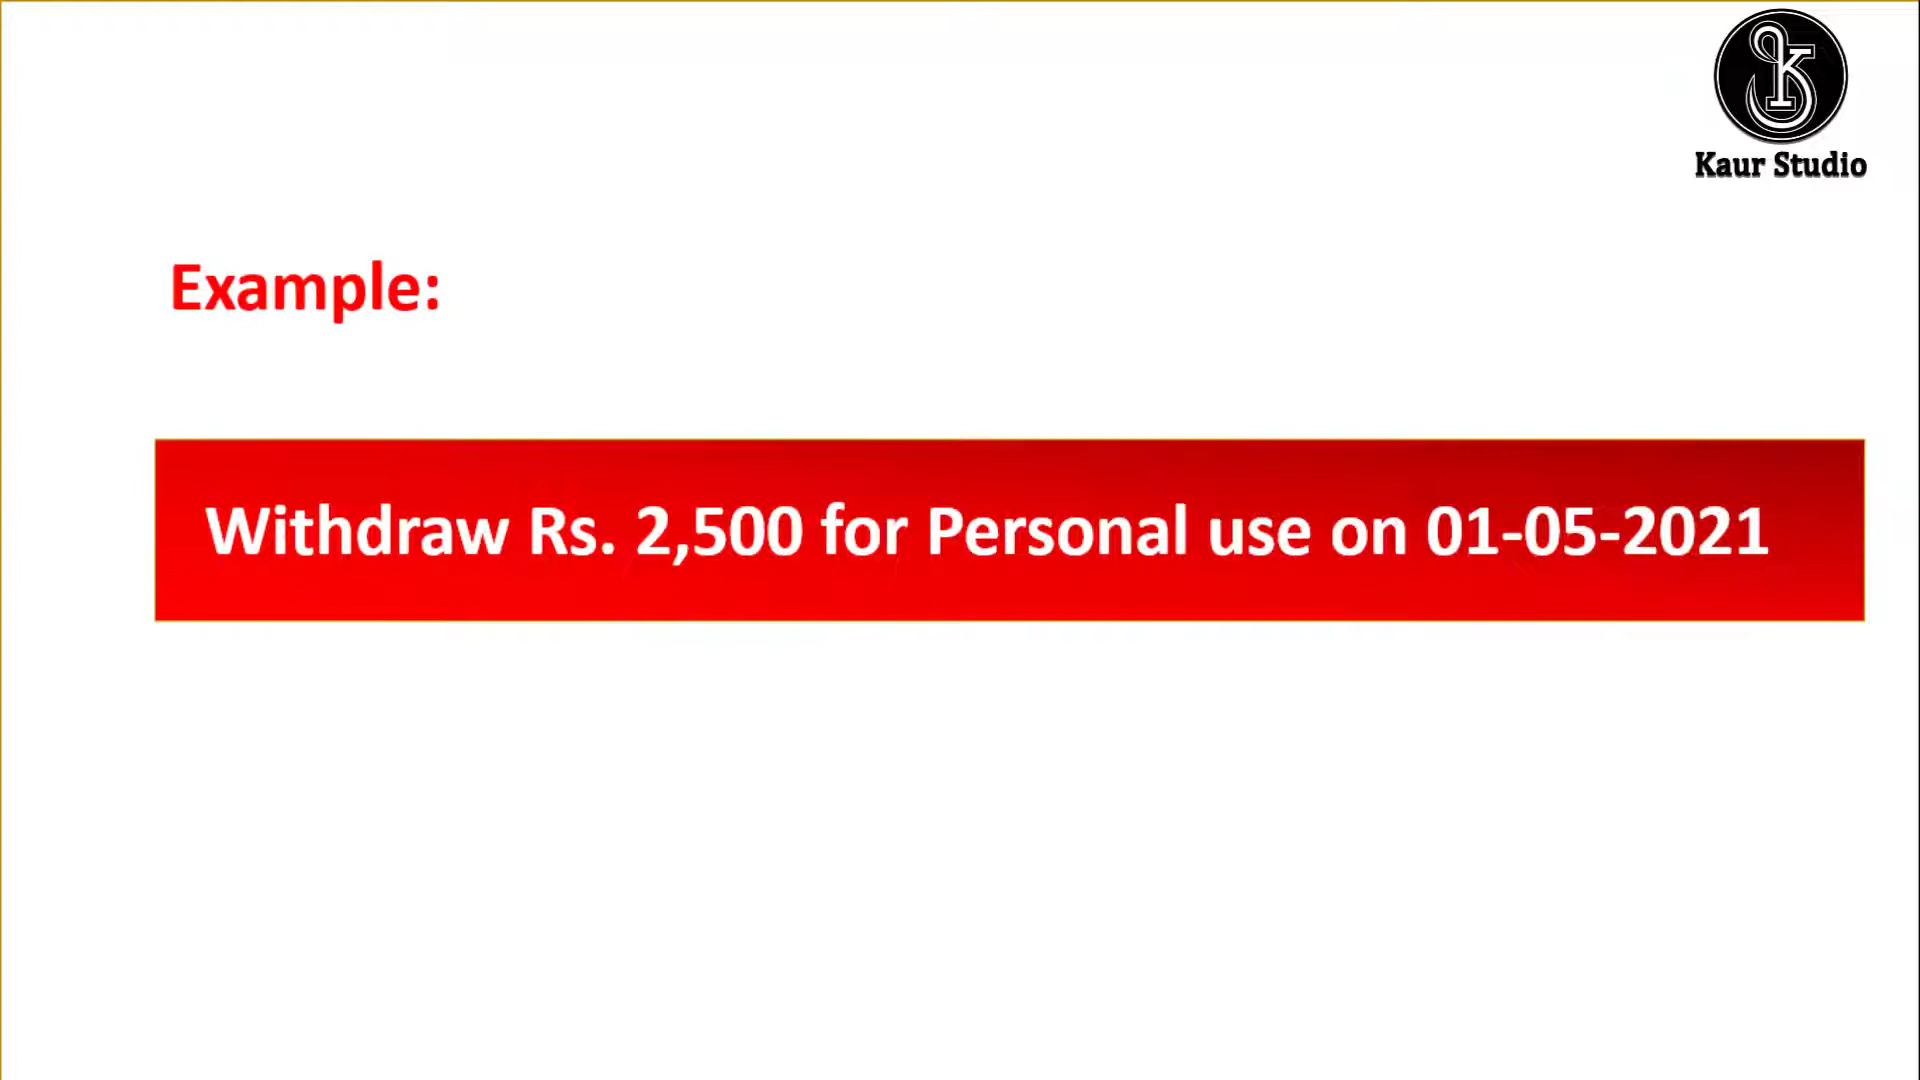 Kaur Studio
Example:
Withdraw Rs. 2,500 for Personal use on 01-05-2021